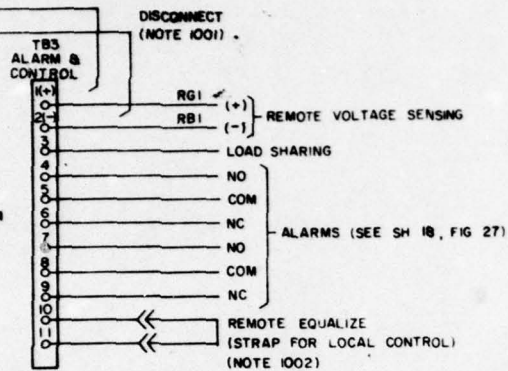 DISCONNECT
(NOTE 1001)
TB3
ALARM &
CONTROL
1(+) RG1 (+)
2(-) RB1 (-)
REMOTE VOLTAGE SENSING
3 LOAD SHARING
4 NO
5 COM
6 NC
7 NO
8 COM
9 NC
ALARMS (SEE SH 18, FIG 27)
10 REMOTE EQUALIZE
11 (STRAP FOR LOCAL CONTROL)
(NOTE 1002)